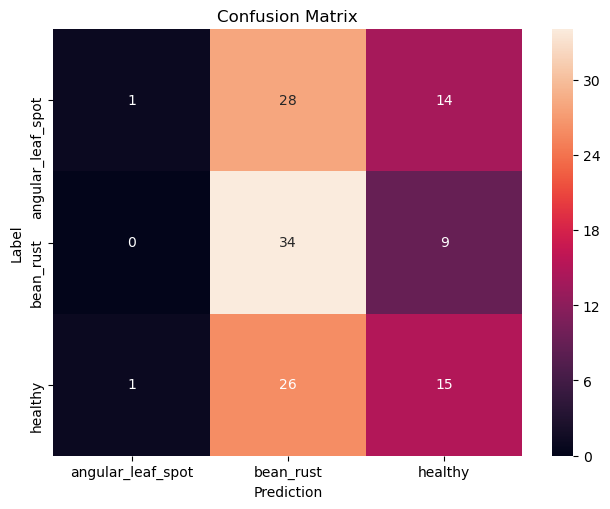 Confusion Matrix
Label
angular_leaf_spot
1 28 14
bean_rust
0 34 9
healthy
1 26 15
angular_leaf_spot bean_rust healthy
Prediction
30
24
18
12
6
0